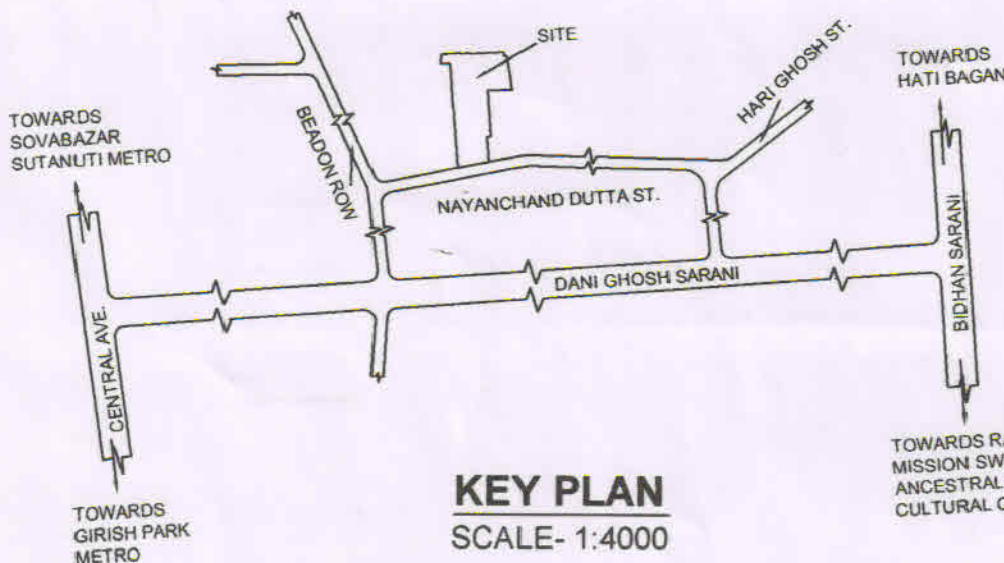 SITE
HARI GHOSH ST.
TOWARDS
HATI BAGAN
TOWARDS
SOVABAZAR
SUTANUTI METRO
BEADON ROW
NAYANCHAND DUTTA ST.
DANI GHOSH SARANI
BIDHAN SARANI
CENTRAL AVE.
TOWARDS
MISSION
ANCESTRAL
CULTURAL
KEY PLAN
SCALE- 1:4000
TOWARDS
GIRISH PARK
METRO